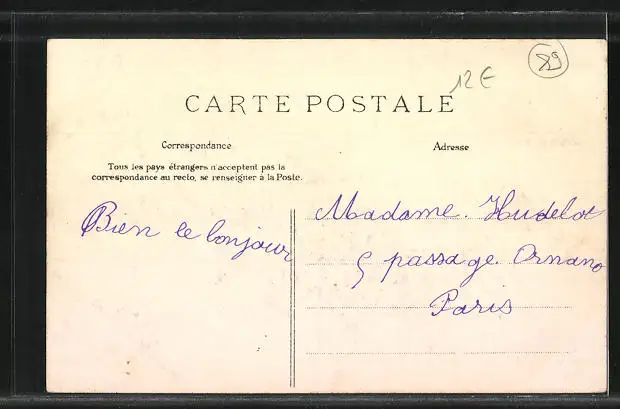 12€
89
CARTE POSTALE
Correspondance
Adresse
Tous les pays étrangers n'acceptent pas la
correspondance au recto, se renseigner à la Poste.
Bien le bonjour
Madame. Hudelot
5 passage. Ornano
Paris